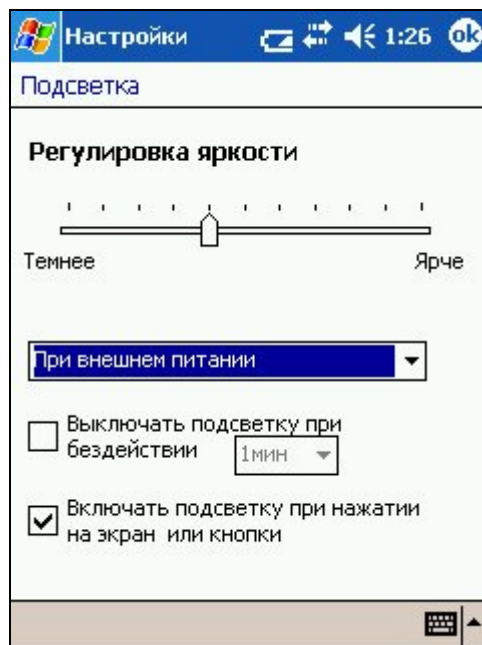 Настройки 1:26 ok
Подсветка
Регулировка яркости
Темнее Ярче
При внешнем питании
Выключать подсветку при
бездействии 1мин
Включать подсветку при нажатии
на экран или кнопки